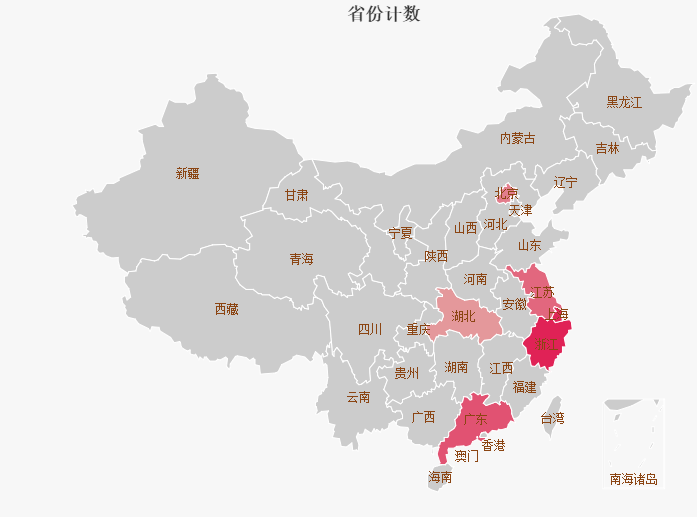 省份计数
黑龙江
内蒙古
吉林
新疆
辽宁
甘肃
北京
天津
宁夏
山西
河北
山东
陕西
青海
河南
江苏
西藏
安徽
上海
湖北
四川
重庆
浙江
贵州
湖南
江西
福建
云南
广西
广东
台湾
香港
澳门
海南
南海诸岛